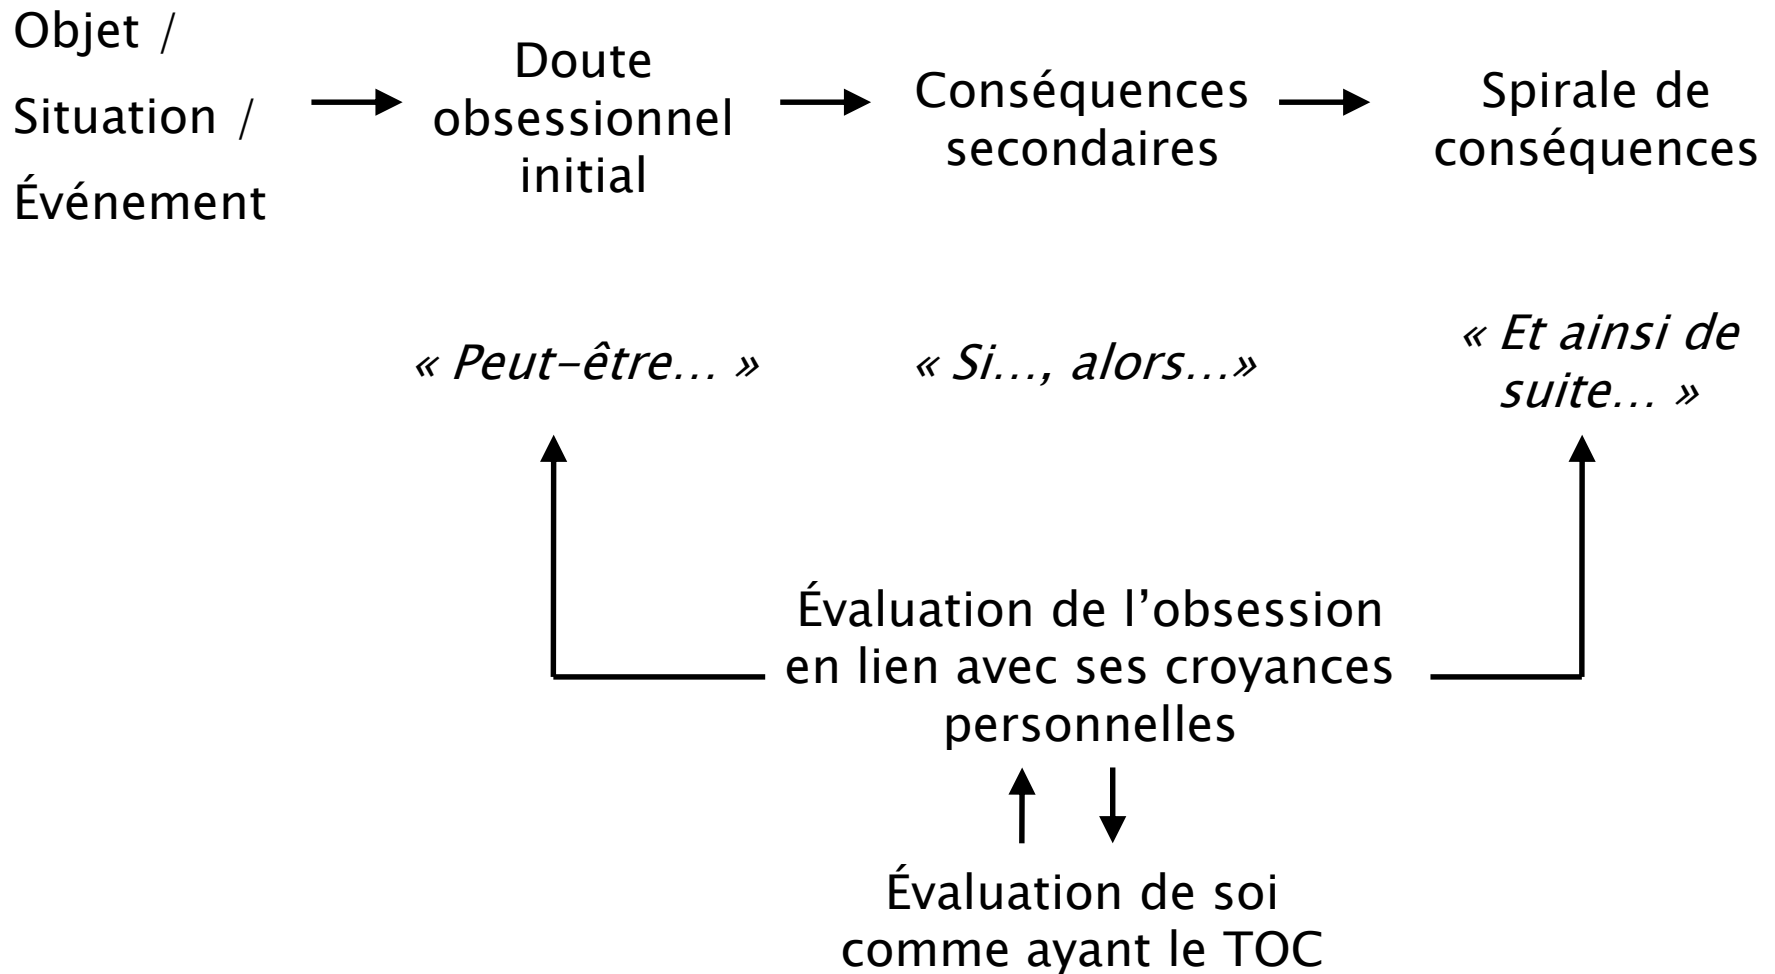 Objet /
Situation /
Événement
Doute
obsessionnel
initial
Conséquences
secondaires
Spirale de
conséquences
« Peut-être... »
« Si..., alors...»
« Et ainsi de
suite... »
Évaluation de l’obsession
en lien avec ses croyances
personnelles
Évaluation de soi
comme ayant le TOC